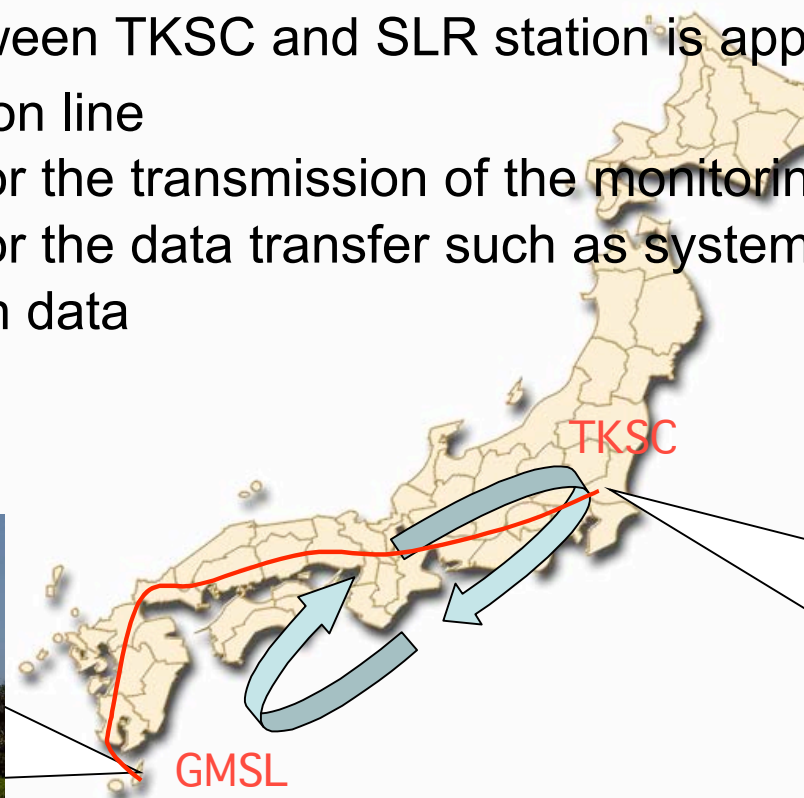 ween TKSC and SLR station is app
on line
or the transmission of the monitorin
or the data transfer such as system
n data
TKSC
GMSL